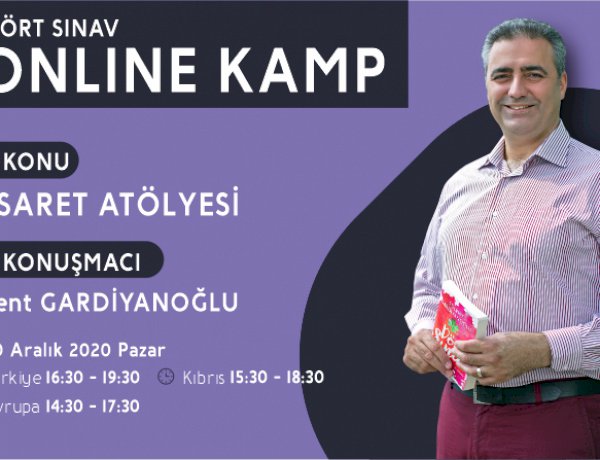 ÖRT SINAV
ONLINE KAMP
KONU
SARET ATÖLYESİ
KONUŞMACI
ent GARDİYANOĞLU
0 Aralık 2020 Pazar
rkiye 16:30 - 19:30 Kıbrıs 15:30 - 18:30
vrupa 14:30 - 17:30